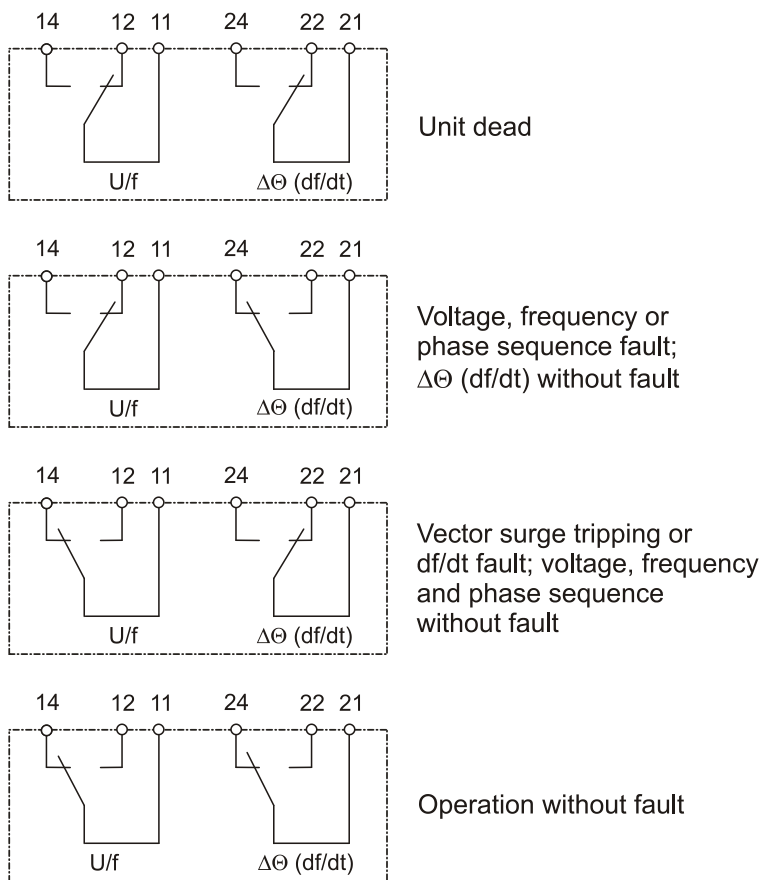 14 12 11 24 22 21
Unit dead
U/f ΔΘ (df/dt)
14 12 11 24 22 21
Voltage, frequency or
phase sequence fault;
ΔΘ (df/dt) without fault
U/f ΔΘ (df/dt)
14 12 11 24 22 21
Vector surge tripping or
df/dt fault; voltage, frequency
and phase sequence
without fault
U/f ΔΘ (df/dt)
14 12 11 24 22 21
Operation without fault
U/f ΔΘ (df/dt)